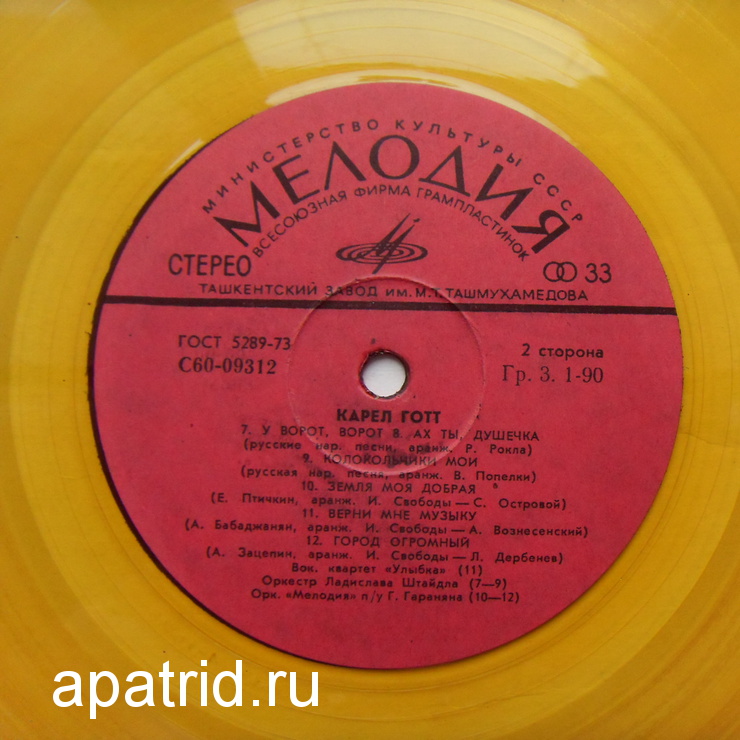 МИНИСТЕРСТВО КУЛЬТУРЫ СССР
МЕЛОДИЯ
ВСЕСОЮЗНАЯ ФИРМА ГРАМПЛАСТИНОК
СТЕРЕО
33
ТАШКЕНТСКИЙ ЗАВОД ИМ. М.Т. ТАШМУХАМЕДОВА
ГОСТ 5289-73
С60-09312
2 сторона
Гр. 3. 1-90
КАРЕЛ ГОТТ
7. У ВОРОТ, ВОРОТ 8. АХ ТЫ, ДУШЕЧКА
(русские нар. песни, аранж. Р. Рокла)
9. КОЛОКОЛЬЧИКИ МОИ
(русская нар. песня, аранж. В. Попелки)
10. ЗЕМЛЯ МОЯ ДОБРАЯ
(Е. Птичкин, аранж. И. Свободы — С. Островой)
11. ВЕРНИ МНЕ МУЗЫКУ
(А. Бабаджанян, аранж. И. Свободы — А. Вознесенский)
12. ГОРОД ОГРОМНЫЙ
(А. Зацепин, аранж. И. Свободы — Л. Дербенев)
Вок. квартет «Улыбка» (11)
Оркестр Ладислава Штайдла (7—9)
Орк. «Мелодия» п/у Г. Гараняна (10—12)
apatrid.ru